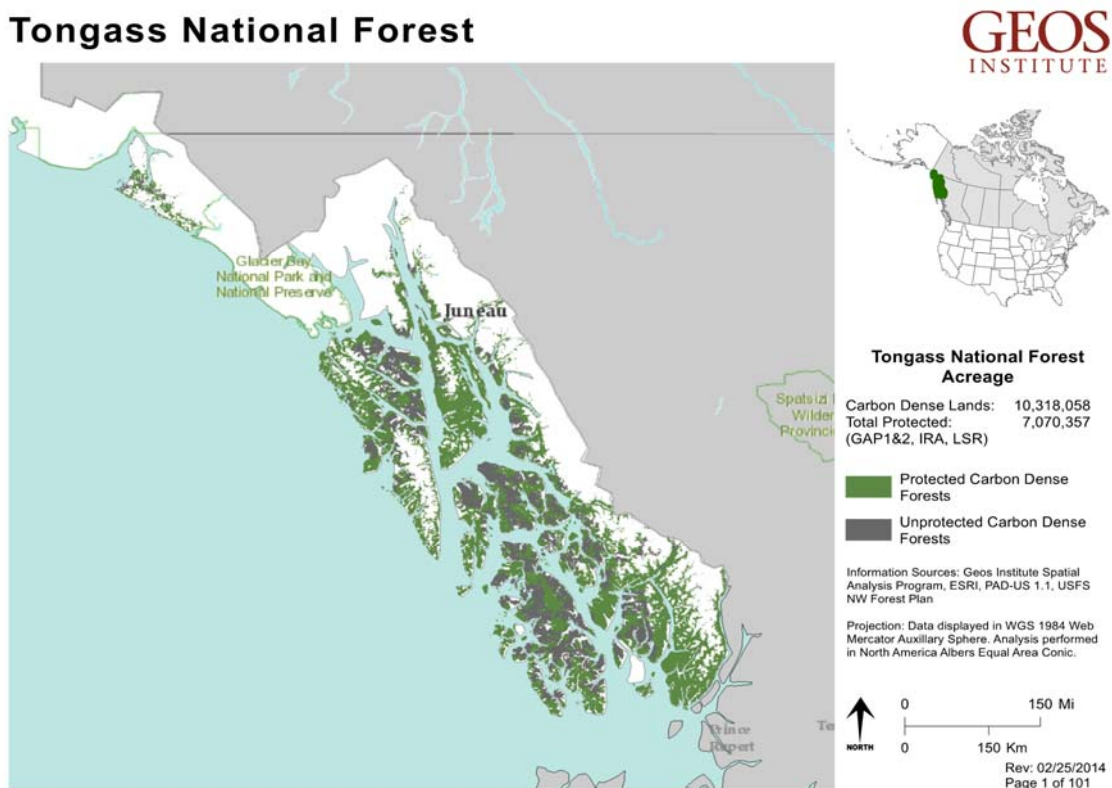 Tongass National Forest
GEOS
INSTITUTE
Glacier Bay
National Park and
National Preserve
Juneau
Spatsizi
Wilder
Provinci
Prince
Rupert
Te
Tongass National Forest
Acreage
Carbon Dense Lands: 10,318,058
Total Protected: 7,070,357
(GAP1&2, IRA, LSR)
Protected Carbon Dense
Forests
Unprotected Carbon Dense
Forests
Information Sources: Geos Institute Spatial
Analysis Program, ESRI, PAD-US 1.1, USFS
NW Forest Plan
Projection: Data displayed in WGS 1984 Web
Mercator Auxillary Sphere. Analysis performed
in North America Albers Equal Area Conic.
NORTH
0 150 Mi
0 150 Km
Rev: 02/25/2014
Page 1 of 101